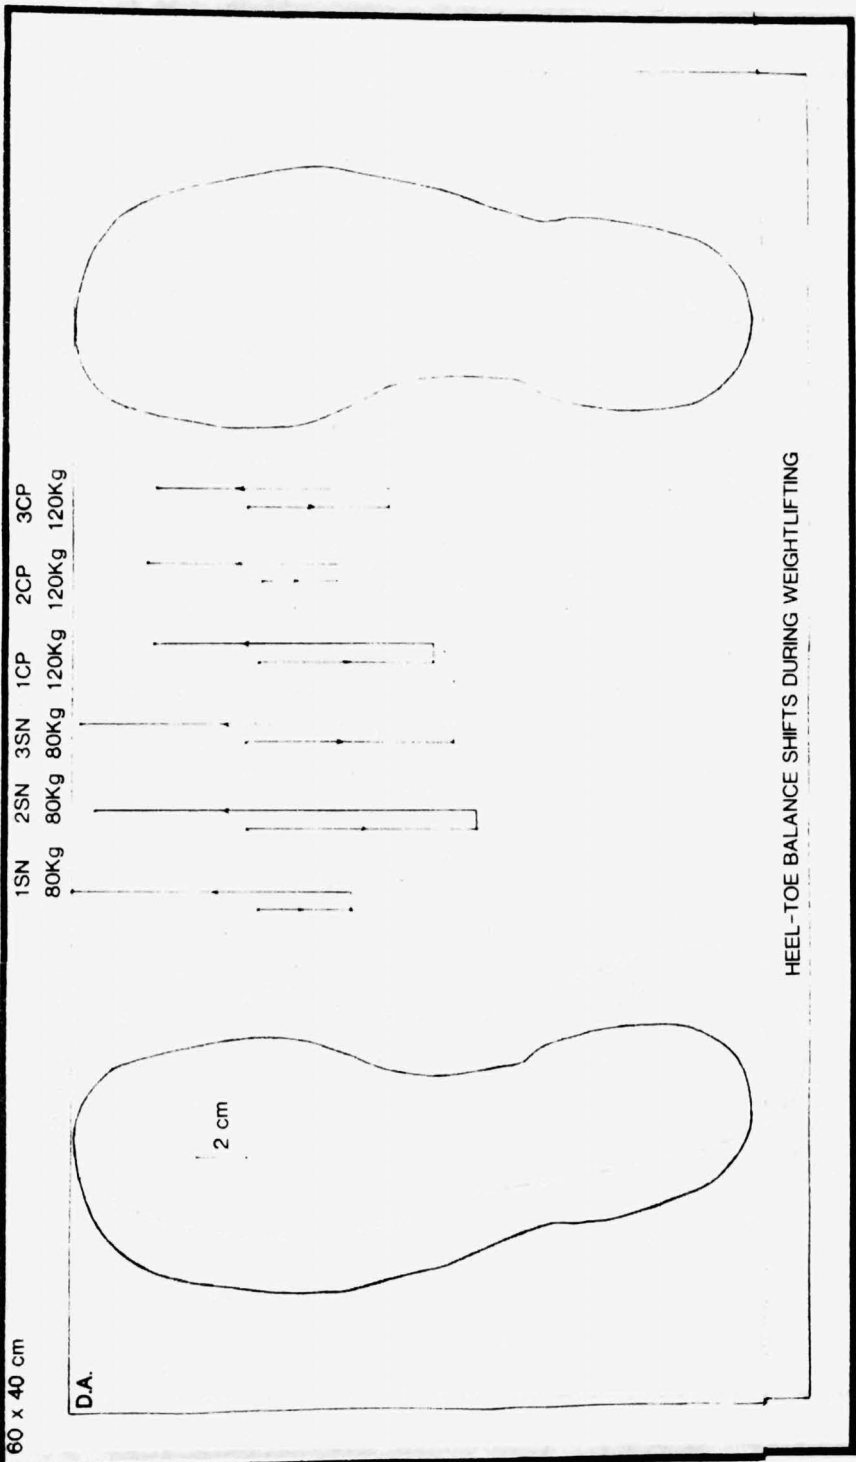 60 x 40 cm
1SN 2SN 3SN 1CP 2CP 3CP
80Kg 80Kg 80Kg 120Kg 120Kg 120Kg
D.A.
2 cm
HEEL-TOE BALANCE SHIFTS DURING WEIGHTLIFTING